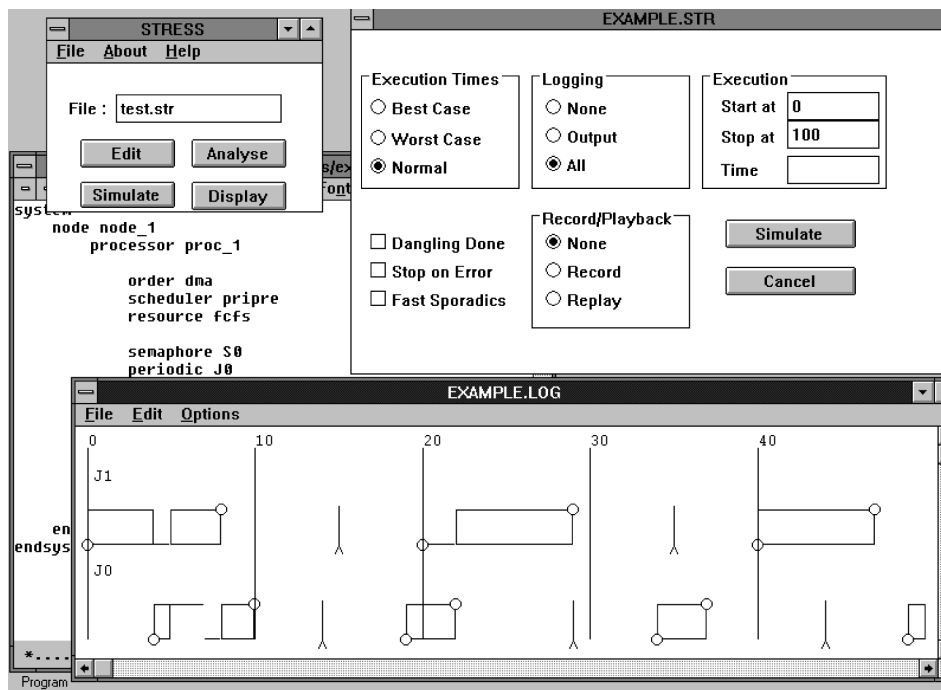 STRESS
File About Help
File : test.str
Edit Analyse
Simulate Display
EXAMPLE.STR
Execution Times
Best Case
Worst Case
Normal
Logging
None
Output
All
Execution
Start at 0
Stop at 100
Time
Dangling Done
Stop on Error
Fast Sporadics
Record/Playback
None
Record
Replay
Simulate
Cancel
s/ex
Font
system
node node_1
processor proc_1
order dma
scheduler pripre
resource fcfs
semaphore S0
periodic J0
en
endsys
*....
Program
EXAMPLE.LOG
File Edit Options
0 10 20 30 40
J1
J0